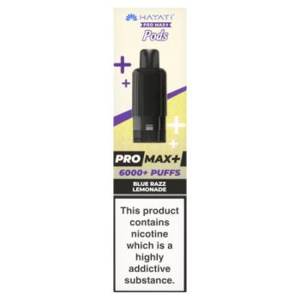 HAYATI
PRO MAX+
Pods
PRO MAX+
6000+ PUFFS
BLUE RAZZ
LEMONADE
This product
contains
nicotine
which is a
highly
addictive
substance.